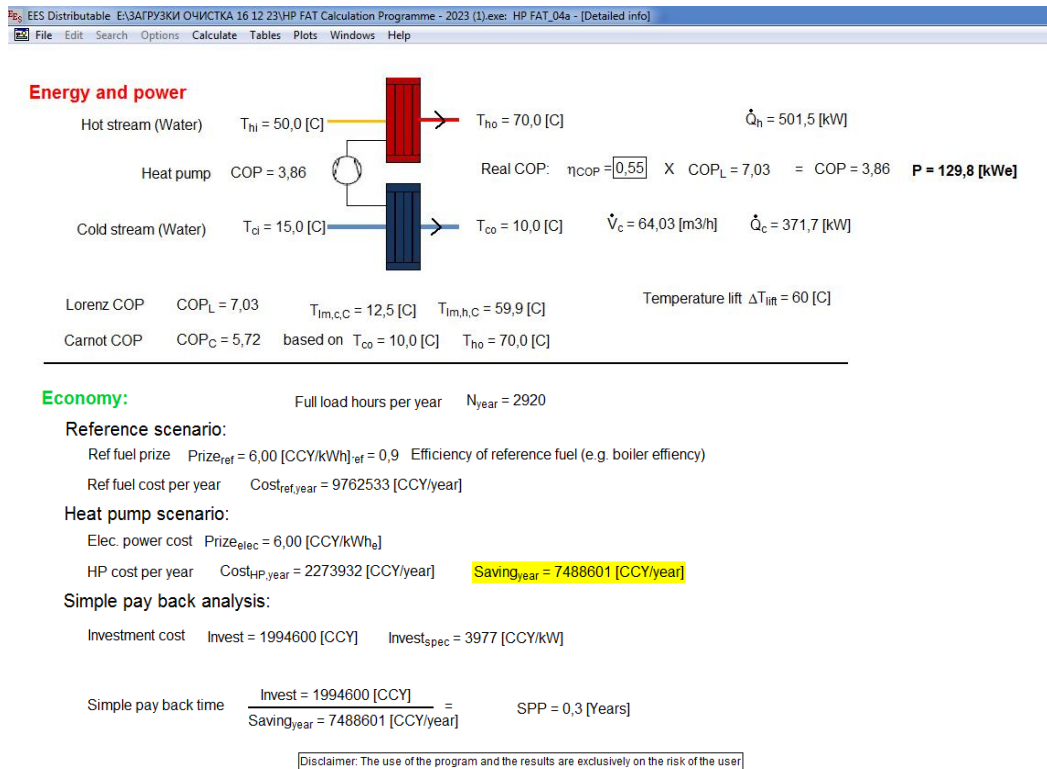 EES Distributable E:\ЗАГРУЗКИ ОЧИСТКА 16 12 23\HP FAT Calculation Programme - 2023 (1).exe: HP FAT_04a - [Detailed info]
File Edit Search Options Calculate Tables Plots Windows Help
Energy and power
Hot stream (Water) Thi = 50,0 [C] Tho = 70,0 [C] Q̇h = 501,5 [kW]
Heat pump COP = 3,86 Real COP: ηCOP = 0,55 X COPL = 7,03 = COP = 3,86 P = 129,8 [kWe]
Cold stream (Water) Tci = 15,0 [C] Tco = 10,0 [C] V̇c = 64,03 [m3/h] Q̇c = 371,7 [kW]
Lorenz COP COPL = 7,03 Tlm,c,C = 12,5 [C] Tlm,h,C = 59,9 [C] Temperature lift ΔTlift = 60 [C]
Carnot COP COPC = 5,72 based on Tco = 10,0 [C] Tho = 70,0 [C]
Economy: Full load hours per year Nyear = 2920
Reference scenario:
Ref fuel prize Prizeref = 6,00 [CCY/kWh]·ef = 0,9 Efficiency of reference fuel (e.g. boiler effiency)
Ref fuel cost per year Costref,year = 9762533 [CCY/year]
Heat pump scenario:
Elec. power cost Prizeelec = 6,00 [CCY/kWhe]
HP cost per year CostHP,year = 2273932 [CCY/year] Savingyear = 7488601 [CCY/year]
Simple pay back analysis:
Investment cost Invest = 1994600 [CCY] Investspec = 3977 [CCY/kW]
Simple pay back time Invest = 1994600 [CCY] = SPP = 0,3 [Years]
Savingyear = 7488601 [CCY/year]
Disclaimer: The use of the program and the results are exclusively on the risk of the user